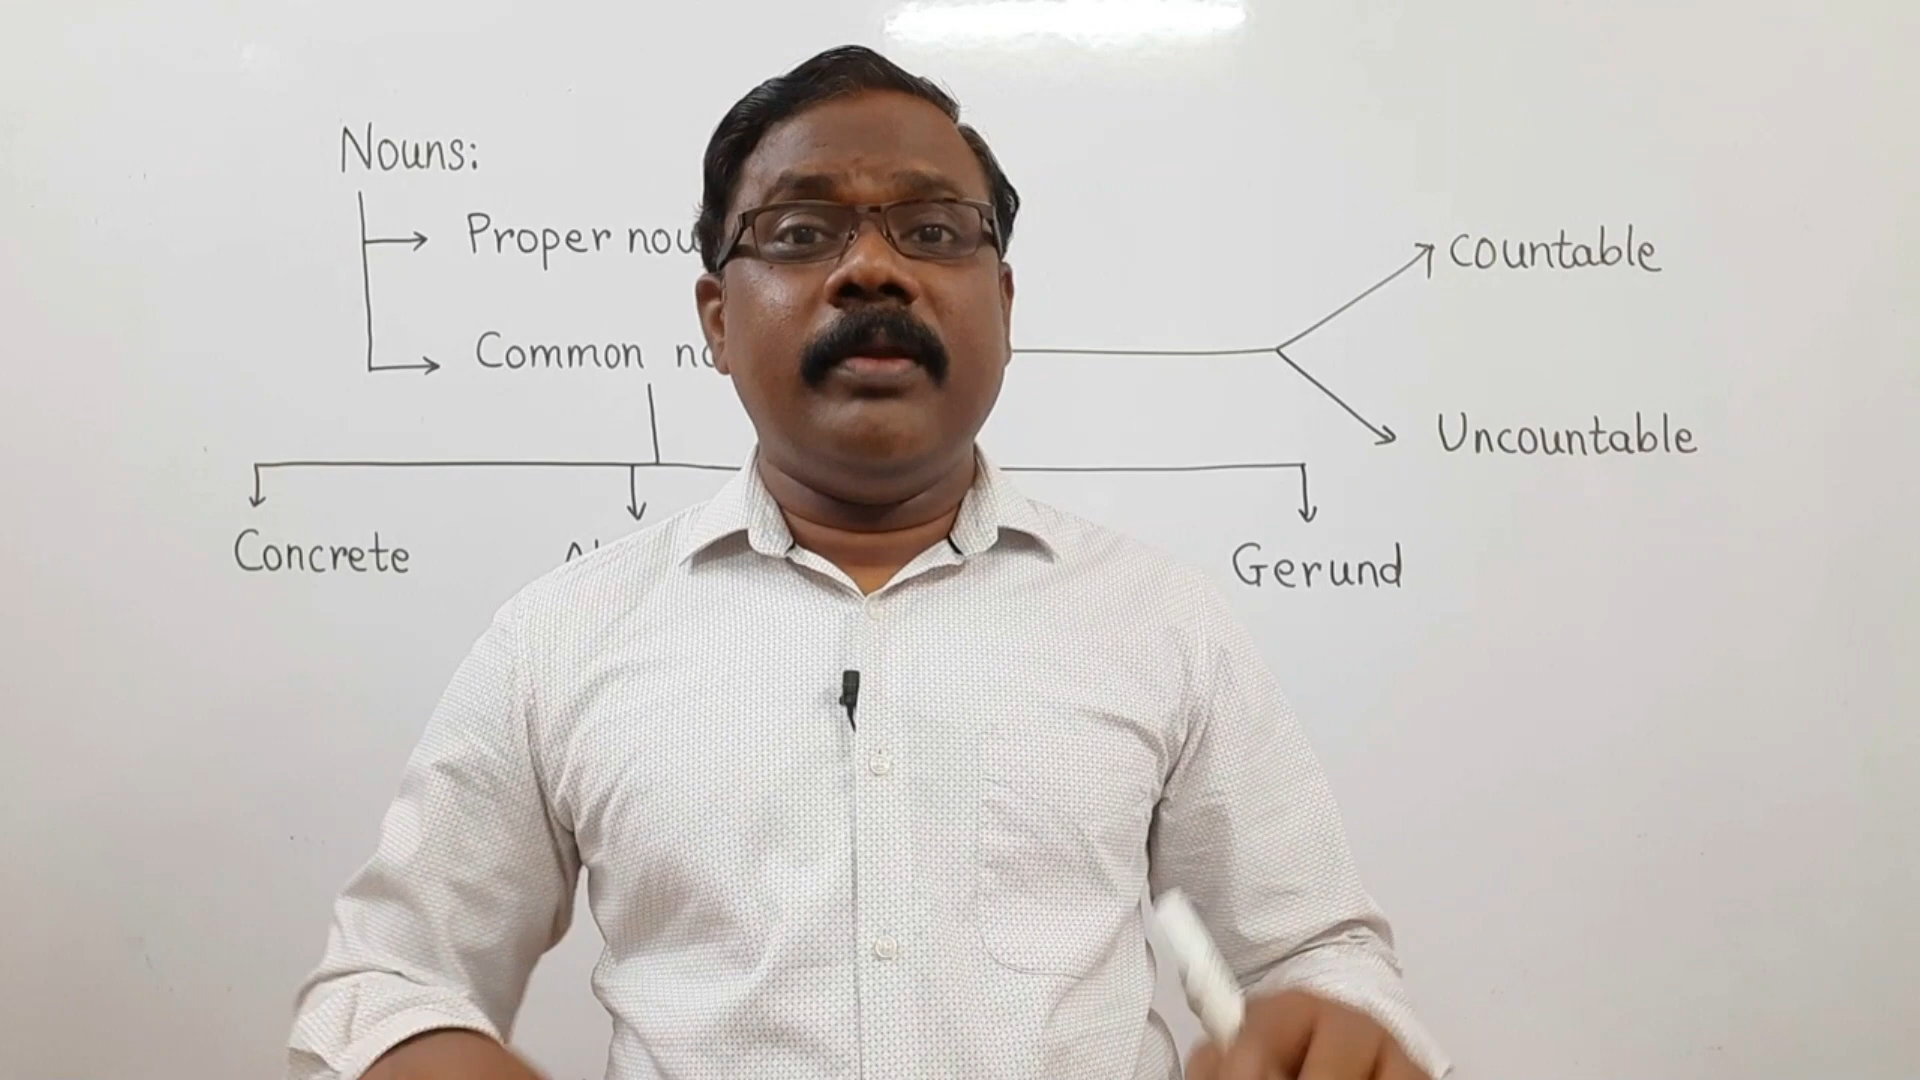 Nouns:
Proper
Common
Countable
Uncountable
Concrete
Gerund